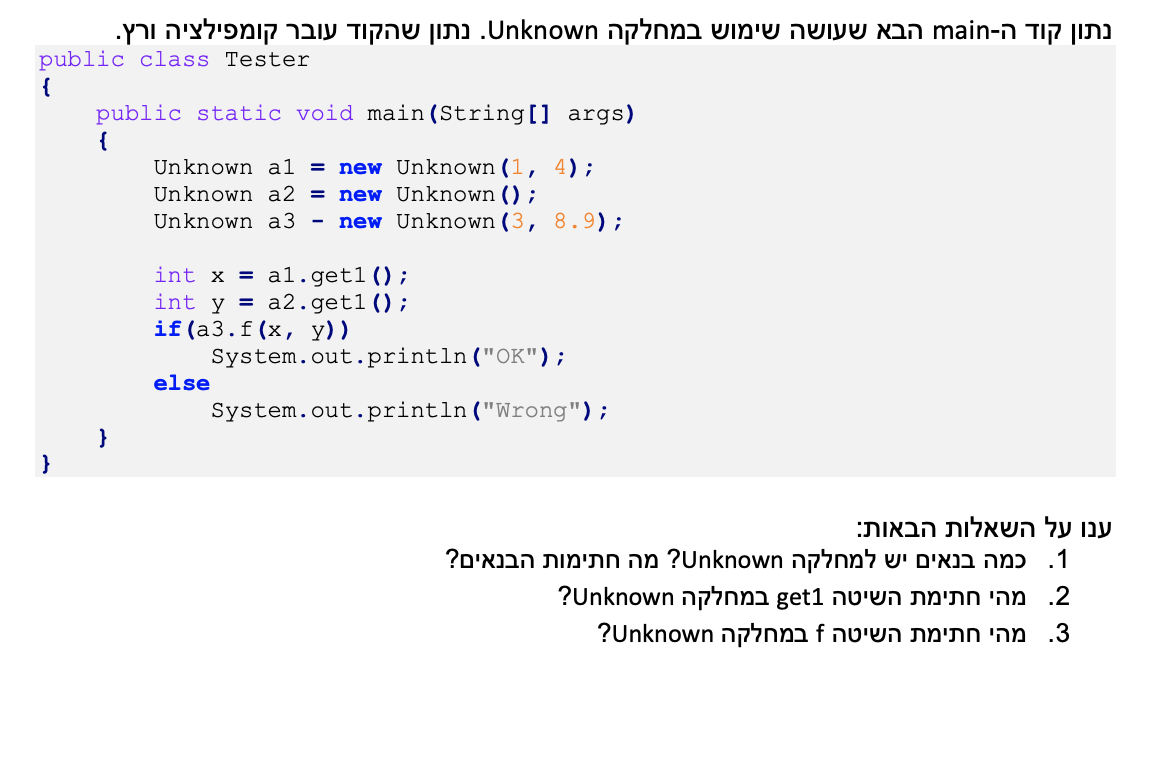 נתון קוד ה-main הבא שעושה שימוש במחלקה Unknown. נתון שהקוד עובר קומפילציה ורץ.
public class Tester
{
    public static void main(String[] args)
    {
        Unknown a1 = new Unknown(1, 4);
        Unknown a2 = new Unknown();
        Unknown a3 - new Unknown(3, 8.9);
        int x = a1.get1();
        int y = a2.get1();
        if(a3.f(x, y))
            System.out.println("OK");
        else
            System.out.println("Wrong");
    }
}
ענו על השאלות הבאות:
1. כמה בנאים יש למחלקה Unknown? מה חתימות הבנאים?
2. מהי חתימת השיטה get1 במחלקה Unknown?
3. מהי חתימת השיטה f במחלקה Unknown?